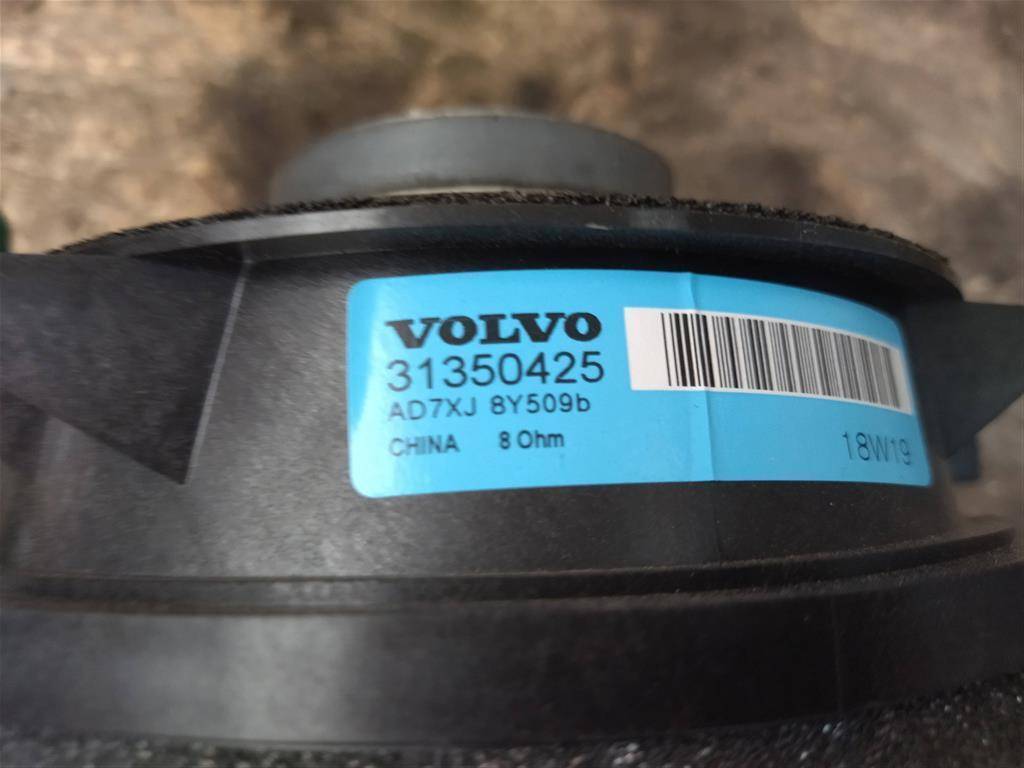 VOLVO
31350425
AD7XJ 8Y509b
CHINA 8 Ohm
18W19